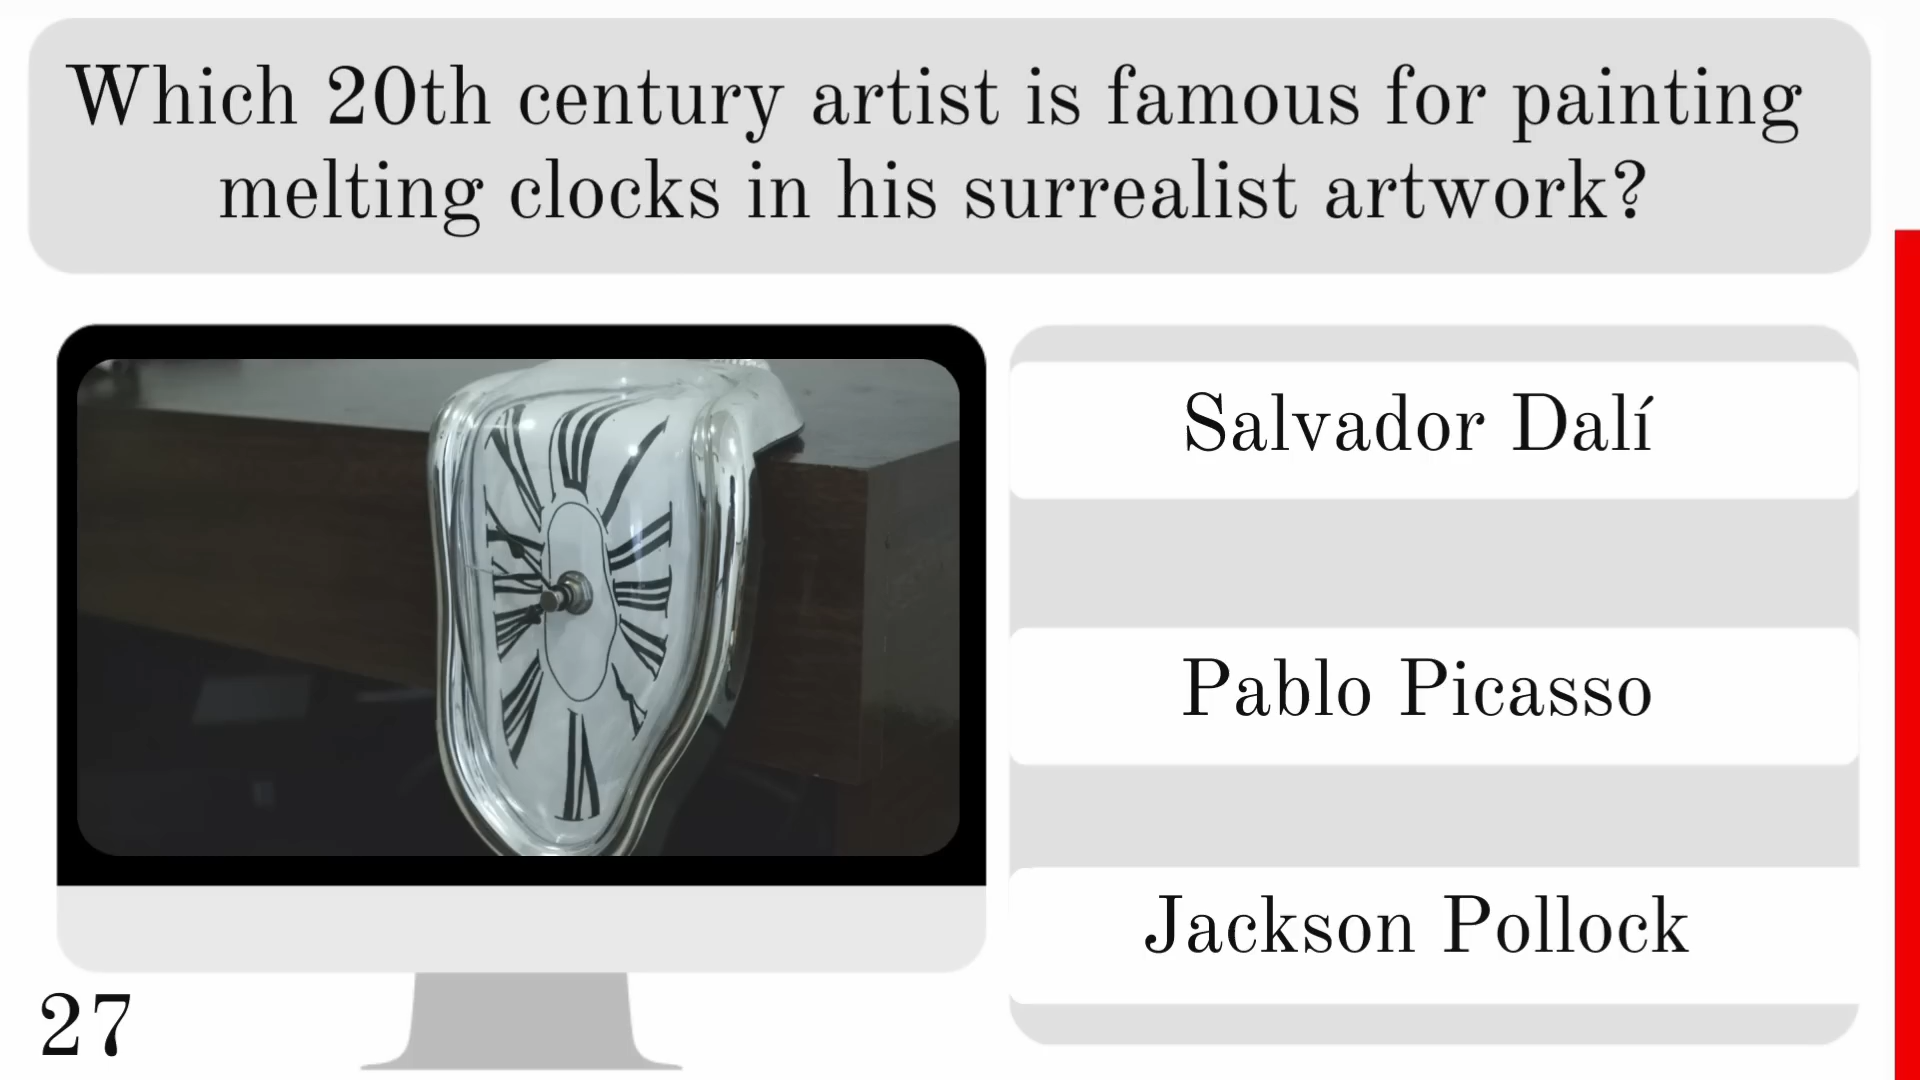 Which 20th century artist is famous for painting
melting clocks in his surrealist artwork?
Salvador Dalí
Pablo Picasso
Jackson Pollock
27